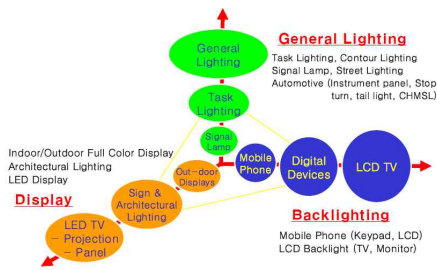 General
Lighting
General Lighting
Task Lighting, Contour Lighting
Signal Lamp, Street Lighting
Automotive (Instrument panel, Stop
turn, tail light, CHMSL)
Task
Lighting
Signal
Lamp
Indoor/Outdoor Full Color Display
Architectural Lighting
LED Display
Display
Out-door
Displays
Mobile
Phone
Digital
Devices
LCD TV
Sign &
Architectural
Lighting
Backlighting
Mobile Phone (Keypad, LCD)
LCD Backlight (TV, Monitor)
LED TV
- Projection
- Panel